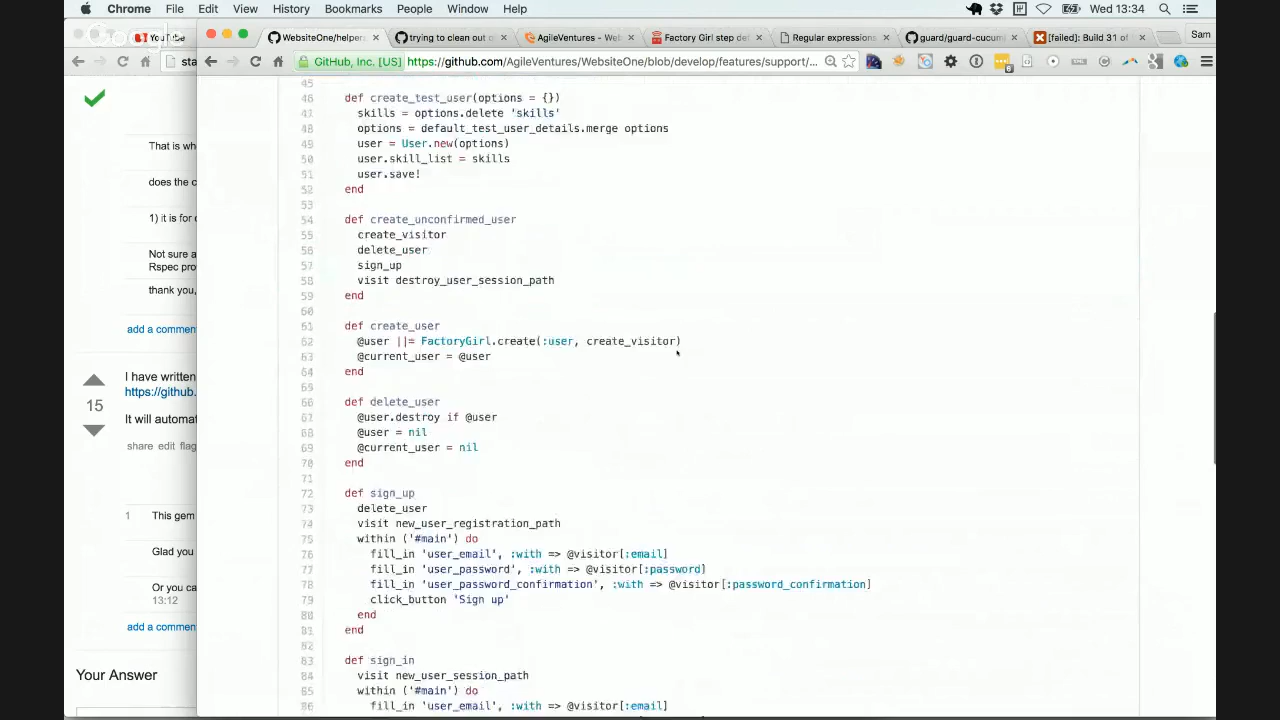 Chrome File Edit View History Bookmarks People Window Help
Wed 13:34
Google
YouTube
WebsiteOne/helper
trying to clean out o
AgileVentures - Web
Factory Girl step def
Regular expressions
guard/guard-cucum
[failed]: Build 31 of
Sam
sta
GitHub, Inc. [US] https://github.com/AgileVentures/WebsiteOne/blob/develop/features/support/...
That is wh
does the c
1) it is for
Not sure a
Rspec pro
thank you,
add a commen
I have written
https://github.
15
It will automat
share edit flag
1 This gem
Glad you
Or you ca
13:12
add a commen
Your Answer
45
46 def create_test_user(options = {})
47 skills = options.delete 'skills'
48 options = default_test_user_details.merge options
49 user = User.new(options)
50 user.skill_list = skills
51 user.save!
52 end
53
54 def create_unconfirmed_user
55 create_visitor
56 delete_user
57 sign_up
58 visit destroy_user_session_path
59 end
60
61 def create_user
62 @user ||= FactoryGirl.create(:user, create_visitor)
63 @current_user = @user
64 end
65
66 def delete_user
67 @user.destroy if @user
68 @user = nil
69 @current_user = nil
70 end
71
72 def sign_up
73 delete_user
74 visit new_user_registration_path
75 within ('#main') do
76 fill_in 'user_email', :with => @visitor[:email]
77 fill_in 'user_password', :with => @visitor[:password]
78 fill_in 'user_password_confirmation', :with => @visitor[:password_confirmation]
79 click_button 'Sign up'
80 end
81 end
82
83 def sign_in
84 visit new_user_session_path
85 within ('#main') do
86 fill_in 'user_email', :with => @visitor[:email]